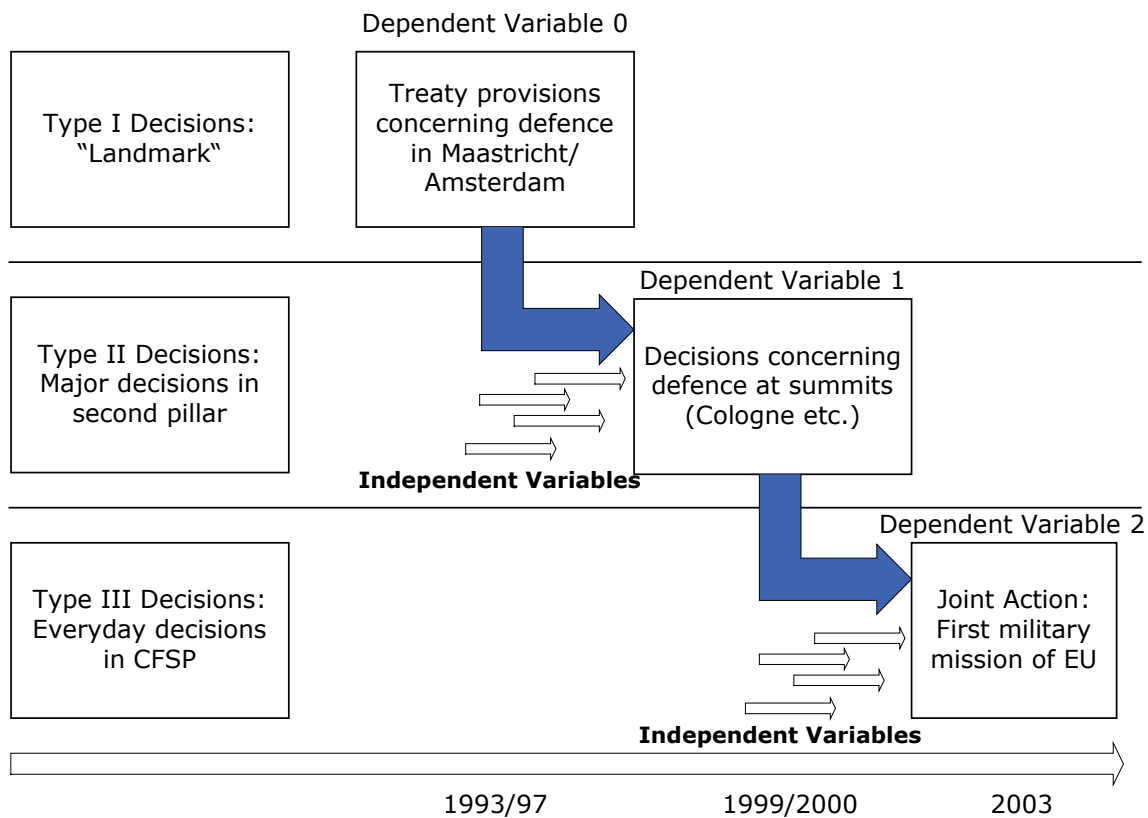 Dependent Variable 0
Type I Decisions:
“Landmark“
Treaty provisions
concerning defence
in Maastricht/
Amsterdam
Dependent Variable 1
Type II Decisions:
Major decisions in
second pillar
Decisions concerning
defence at summits
(Cologne etc.)
Independent Variables
Dependent Variable 2
Type III Decisions:
Everyday decisions
in CFSP
Joint Action:
First military
mission of EU
Independent Variables
1993/97
1999/2000
2003